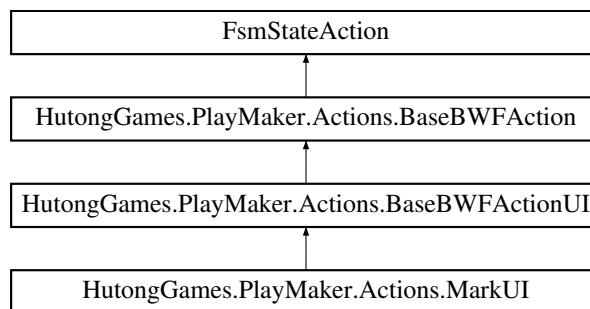 FsmStateAction
HutongGames.PlayMaker.Actions.BaseBWFAction
HutongGames.PlayMaker.Actions.BaseBWFActionUI
HutongGames.PlayMaker.Actions.MarkUI